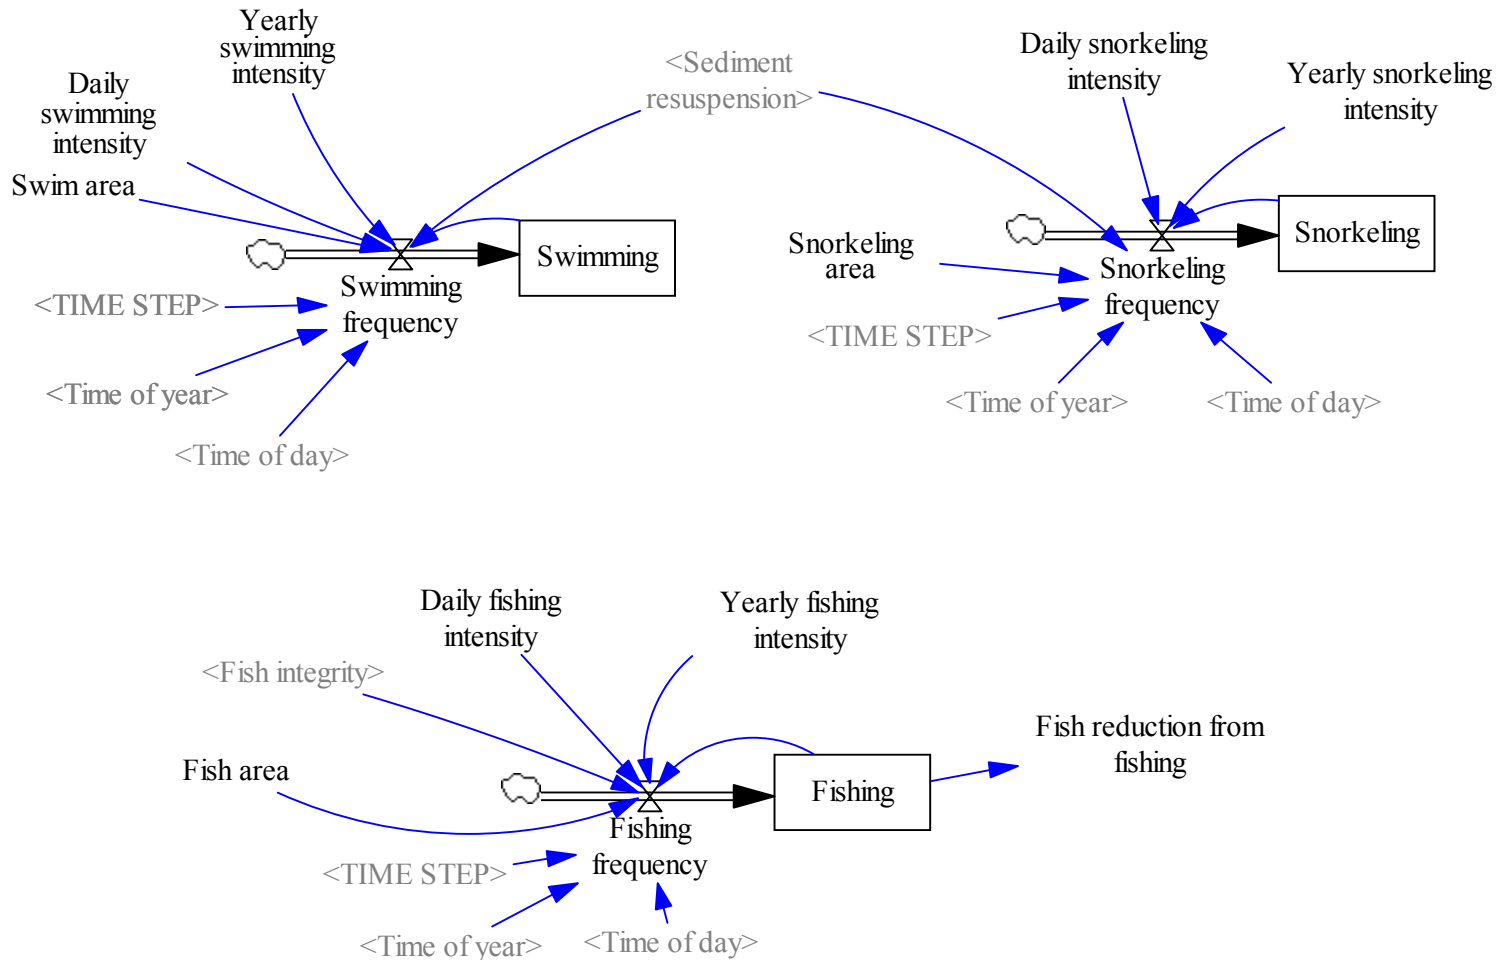 Yearly
swimming
intensity
Daily
swimming
intensity
Swim area
<Sediment
resuspension>
Daily snorkeling
intensity
Yearly snorkeling
intensity
Swimming
Swimming
frequency
<TIME STEP>
<Time of year>
<Time of day>
Snorkeling
area
Snorkeling
Snorkeling
frequency
<TIME STEP>
<Time of year>
<Time of day>
Daily fishing
intensity
Yearly fishing
intensity
<Fish integrity>
Fish area
Fishing
Fish reduction from
fishing
Fishing
frequency
<TIME STEP>
<Time of year>
<Time of day>